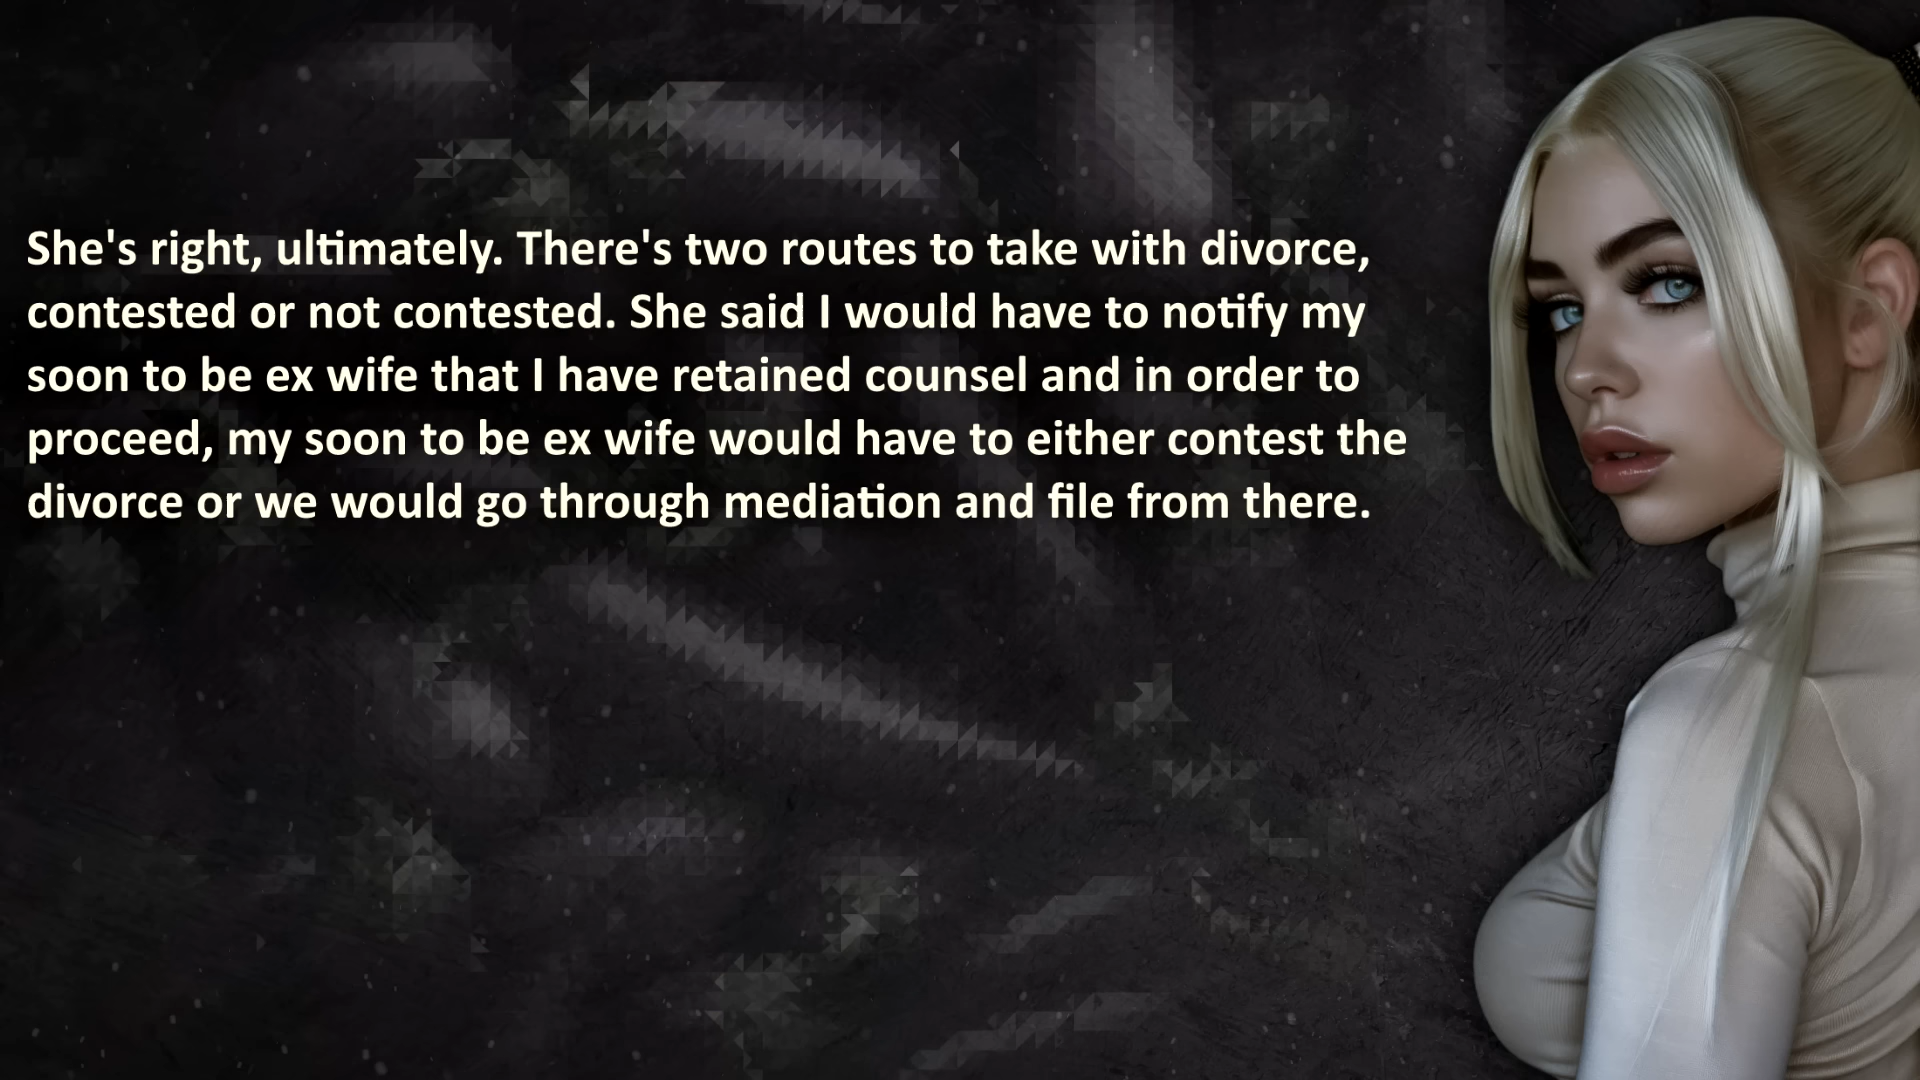 She's right, ultimately. There's two routes to take with divorce,
contested or not contested. She said I would have to notify my
soon to be ex wife that I have retained counsel and in order to
proceed, my soon to be ex wife would have to either contest the
divorce or we would go through mediation and file from there.